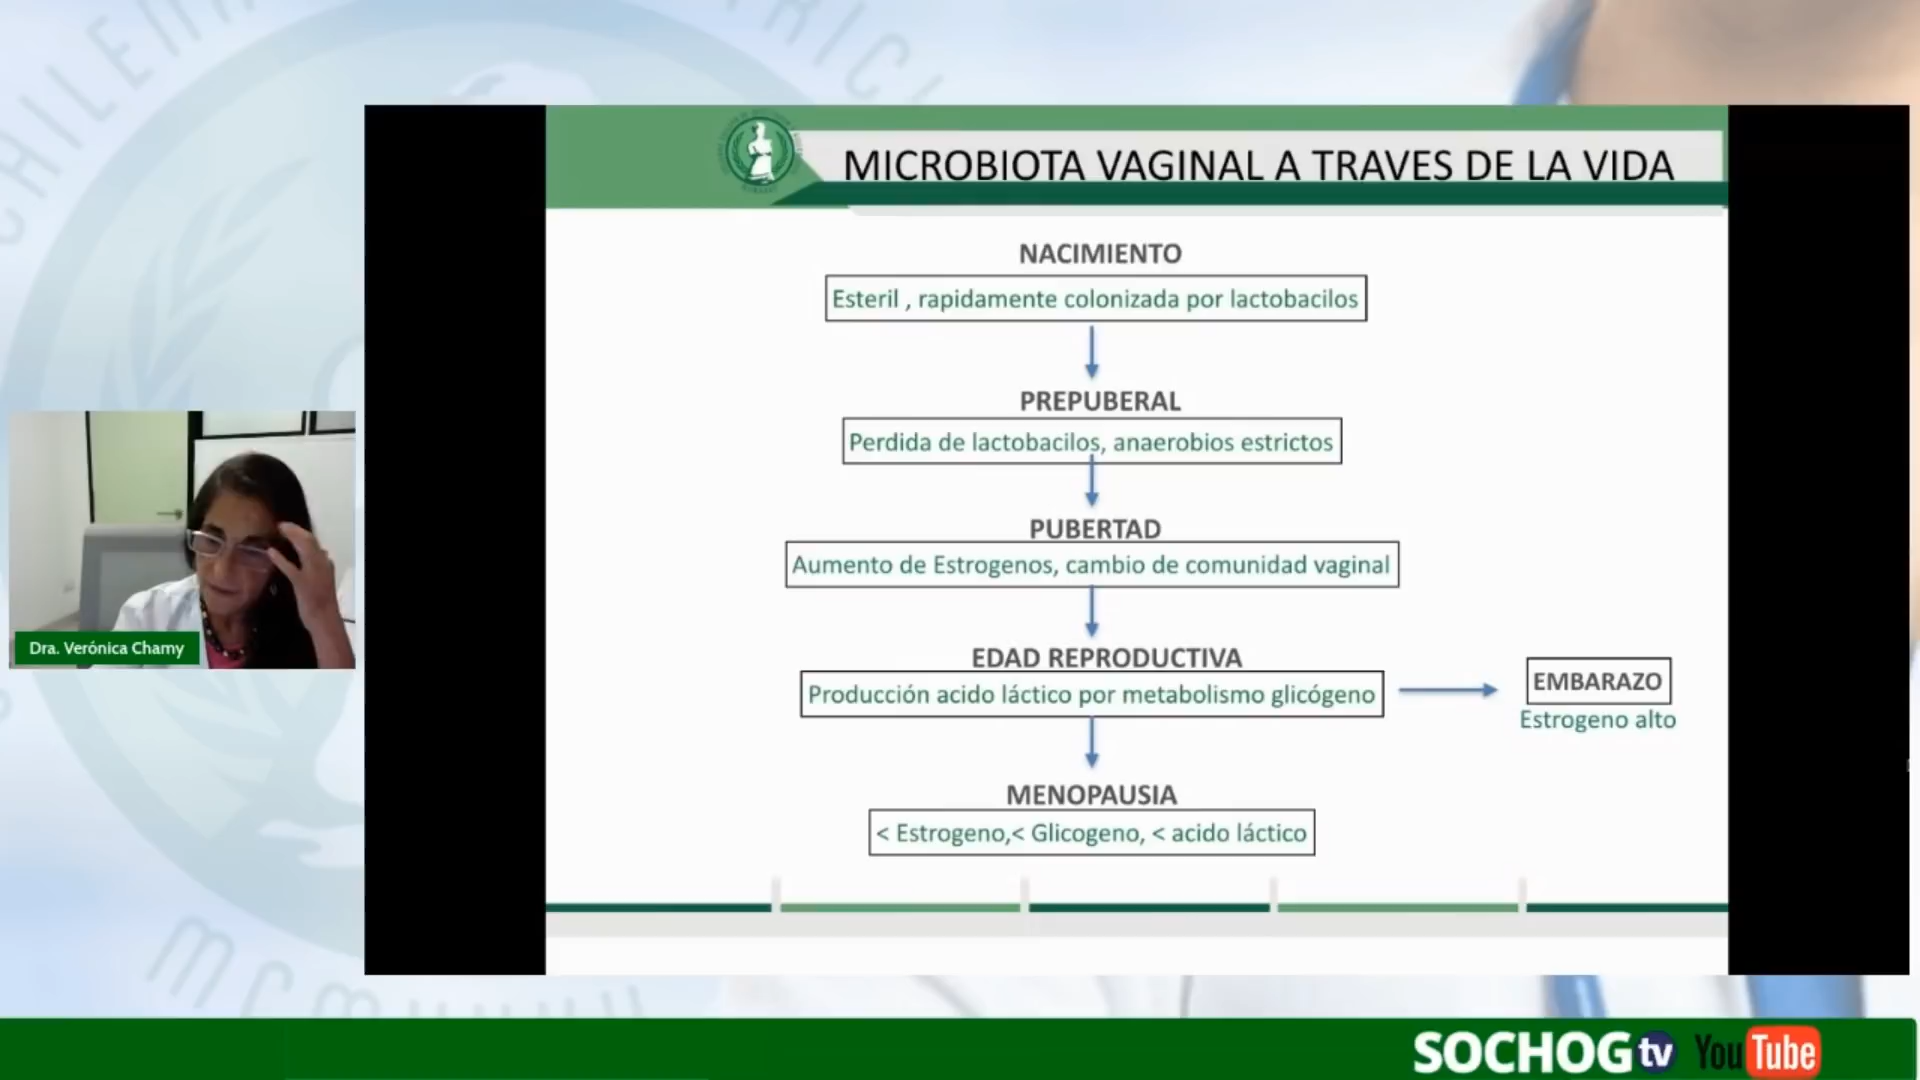 MICROBIOTA VAGINAL A TRAVES DE LA VIDA
NACIMIENTO
Esteril , rapidamente colonizada por lactobacilos
PREPUBERAL
Perdida de lactobacilos, anaerobios estrictos
PUBERTAD
Aumento de Estrogenos, cambio de comunidad vaginal
EDAD REPRODUCTIVA
Producción acido láctico por metabolismo glicógeno
EMBARAZO
Estrogeno alto
MENOPAUSIA
< Estrogeno,< Glicogeno, < acido láctico
Dra. Verónica Chamy
SOCHOG tv YouTube